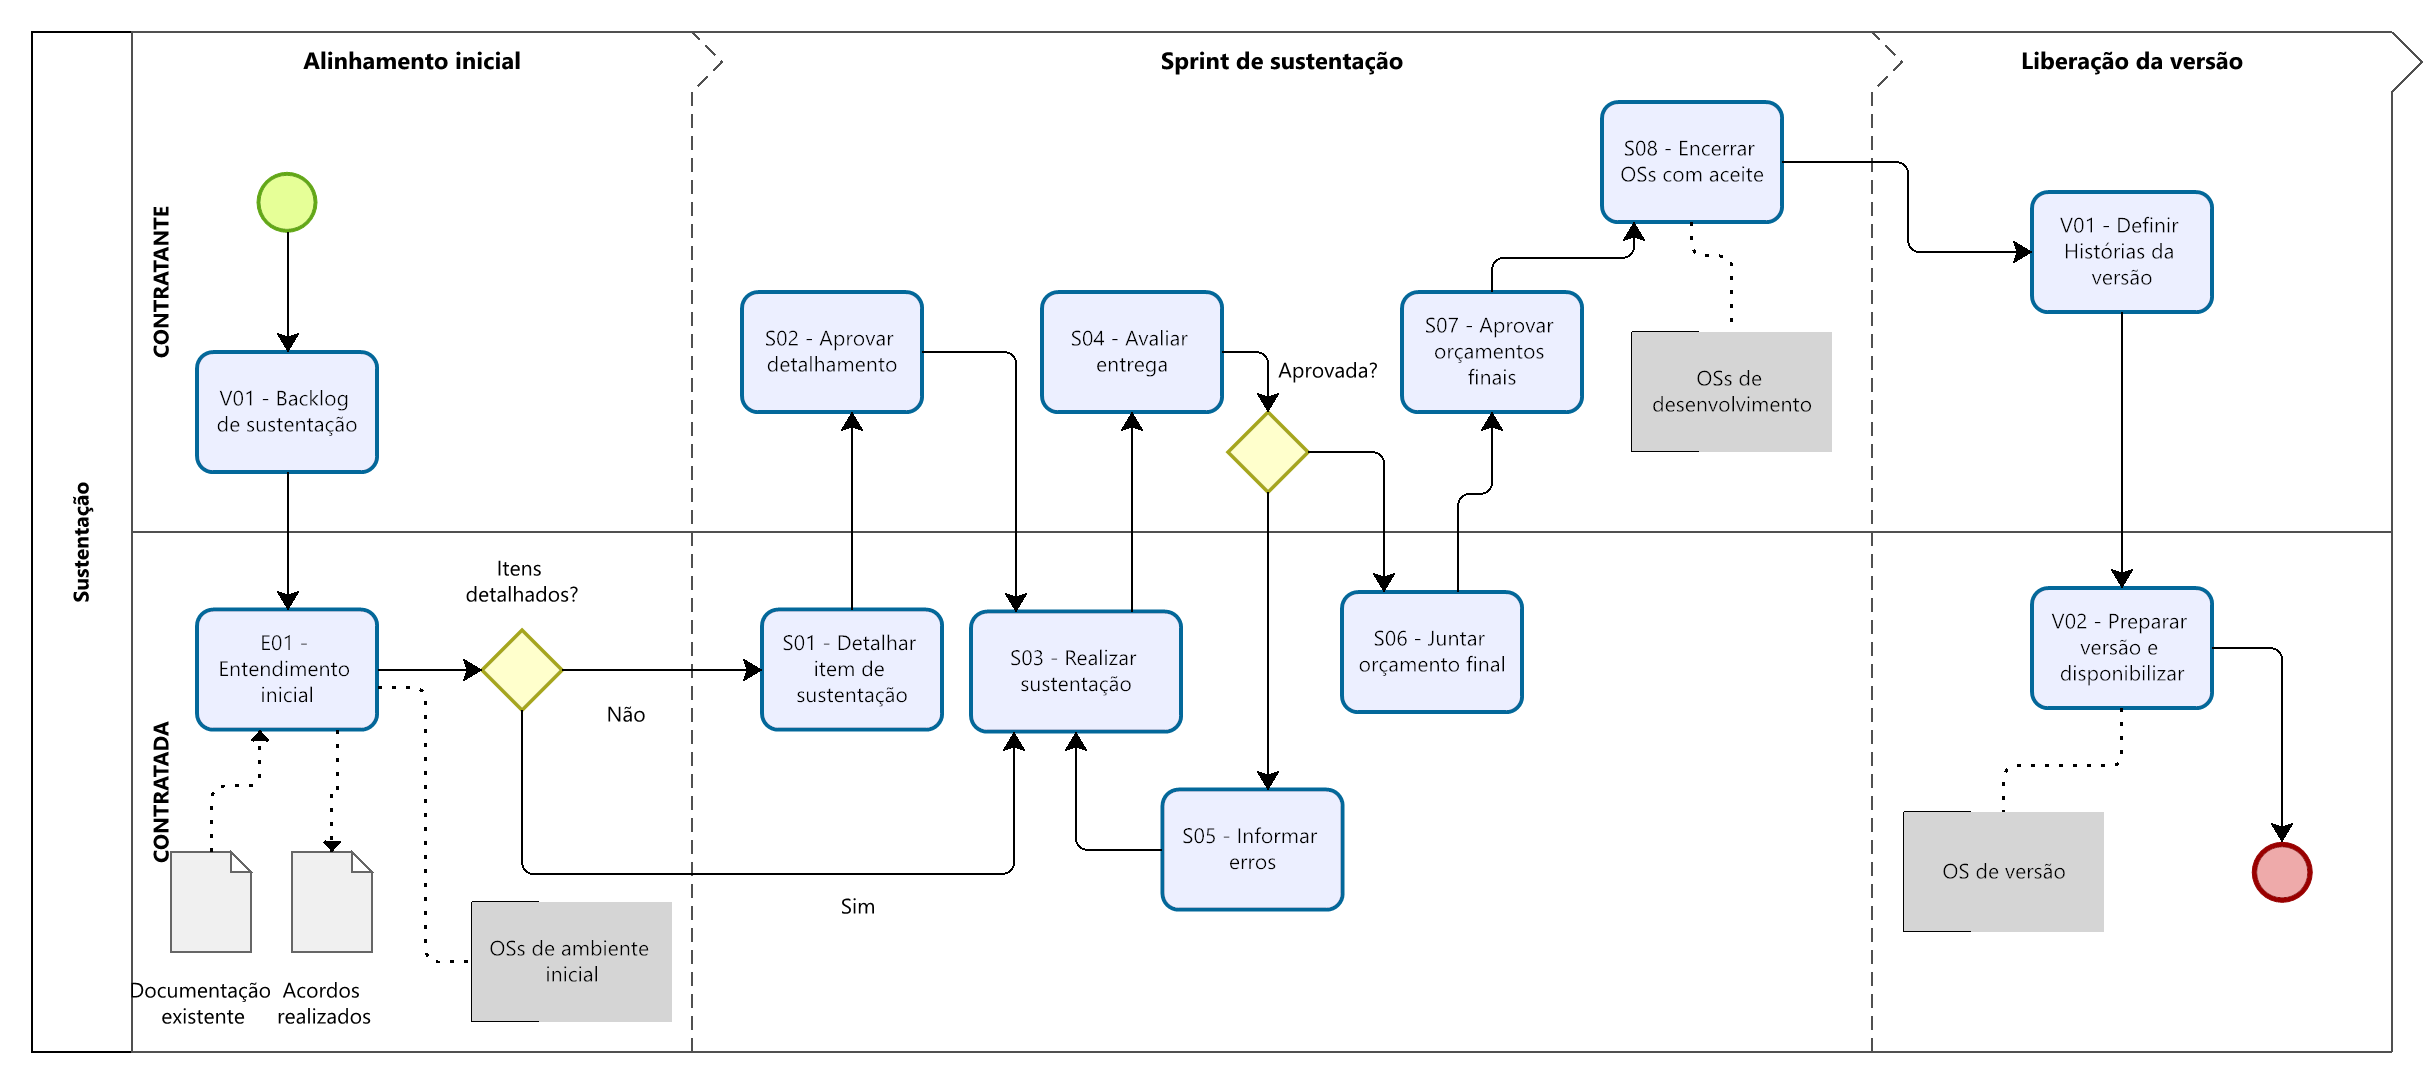 Alinhamento inicial
Sprint de sustentação
Liberação da versão
Sustentação
CONTRATANTE
CONTRATADA
V01 - Backlog
de sustentação
E01 -
Entendimento
inicial
Itens
detalhados?
Não
Sim
Documentação
existente
Acordos
realizados
OSs de ambiente
inicial
S01 - Detalhar
item de
sustentação
S02 - Aprovar
detalhamento
S03 - Realizar
sustentação
S04 - Avaliar
entrega
Aprovada?
S05 - Informar
erros
S06 - Juntar
orçamento final
S07 - Aprovar
orçamentos
finais
S08 - Encerrar
OSs com aceite
OSs de
desenvolvimento
V01 - Definir
Histórias da
versão
V02 - Preparar
versão e
disponibilizar
OS de versão